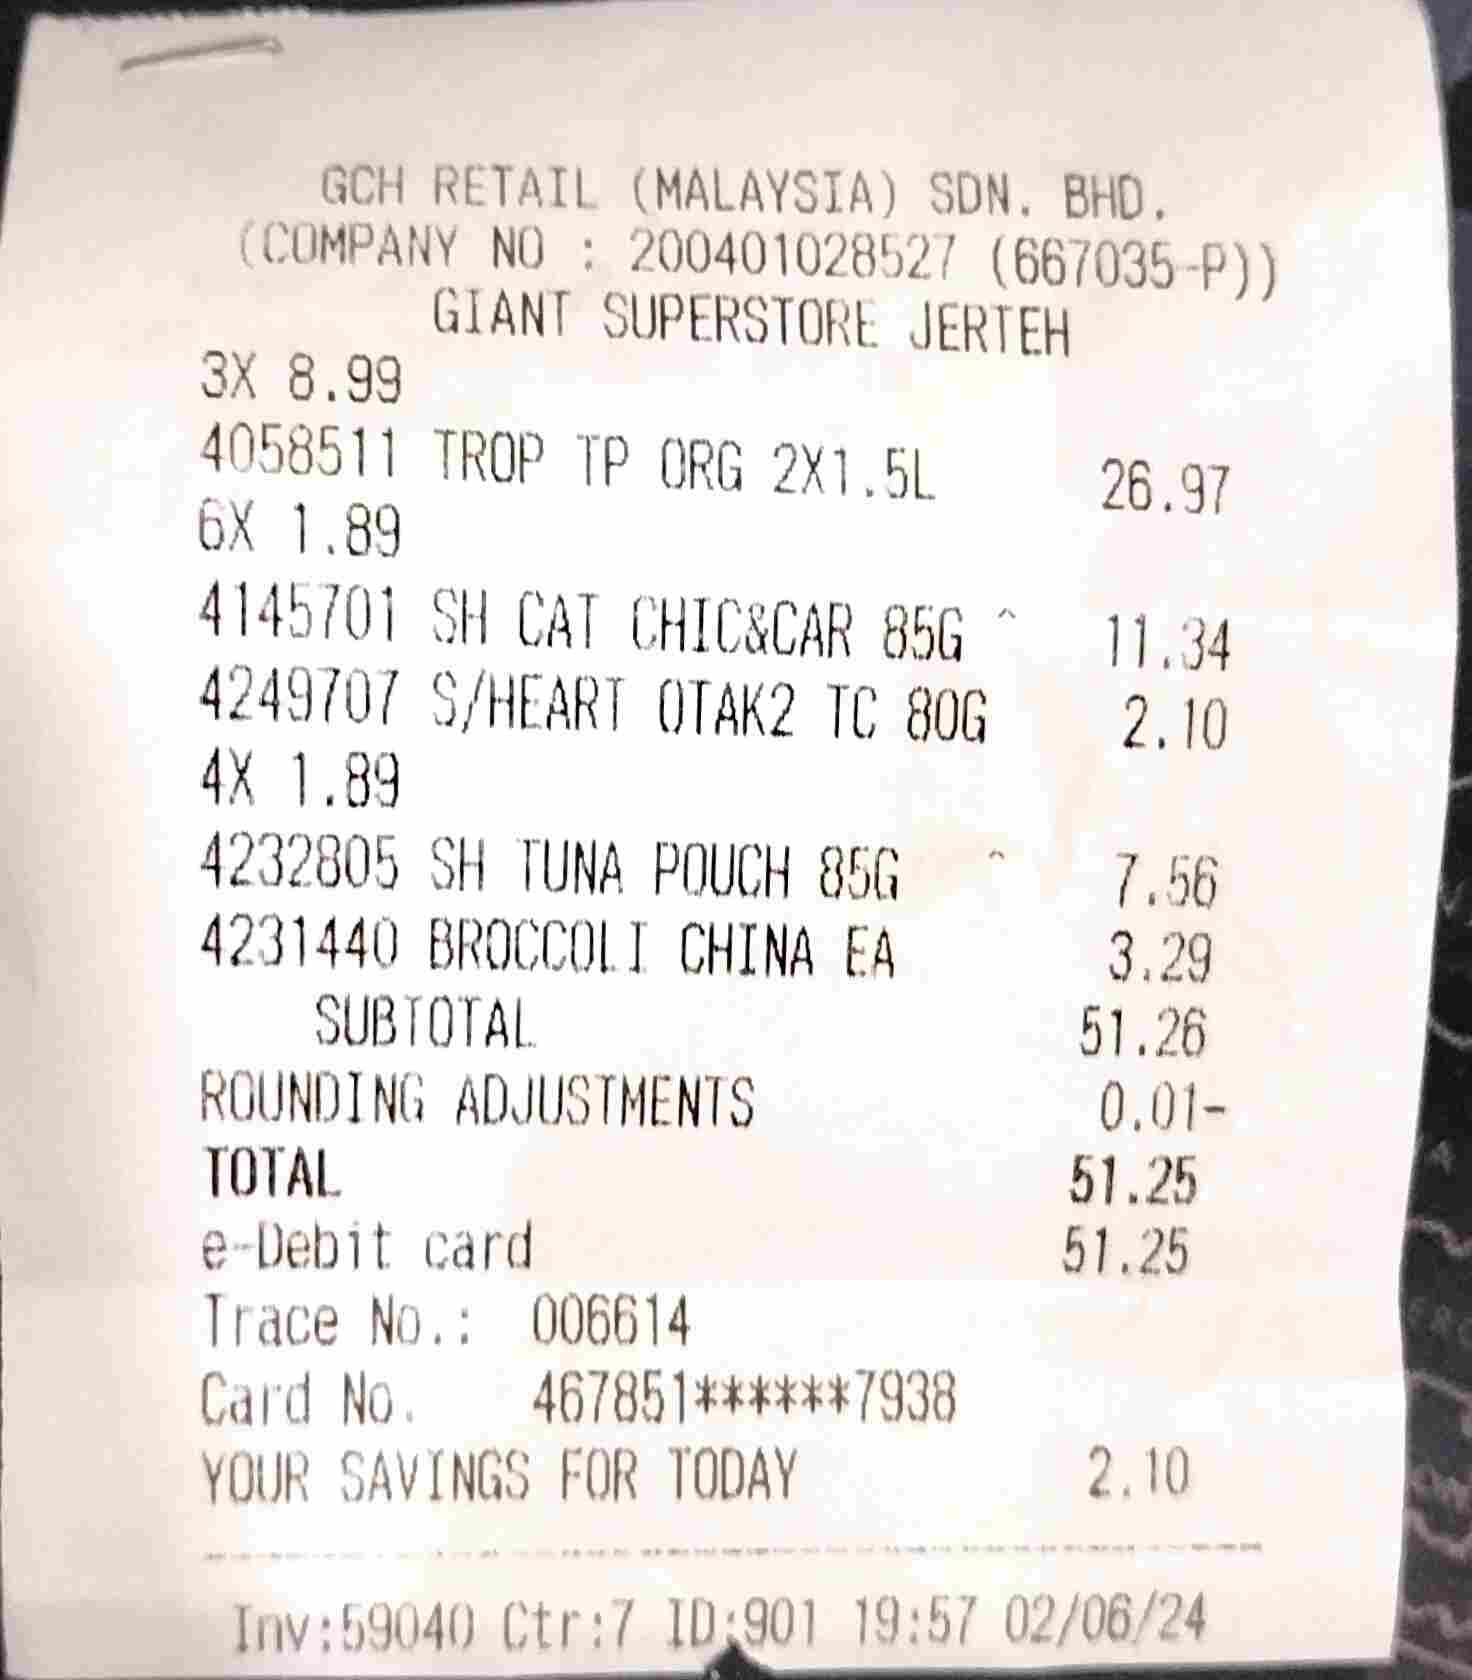 GCH RETAIL (MALAYSIA) SDN. BHD.
(COMPANY NO : 200401028527 (667035-P))
GIANT SUPERSTORE JERTEH
3X 8.99
4058511 TROP TP ORG 2X1.5L 26.97
6X 1.89
4145701 SH CAT CHIC&CAR 85G ^ 11.34
4249707 S/HEART OTAK2 TC 80G 2.10
4X 1.89
4232805 SH TUNA POUCH 85G ^ 7.56
4231440 BROCCOLI CHINA EA 3.29
SUBTOTAL 51.26
ROUNDING ADJUSTMENTS 0.01-
TOTAL 51.25
e-Debit card 51.25
Trace No.: 006614
Card No. 467851******7938
YOUR SAVINGS FOR TODAY 2.10
Inv:59040 Ctr:7 ID:901 19:57 02/06/24